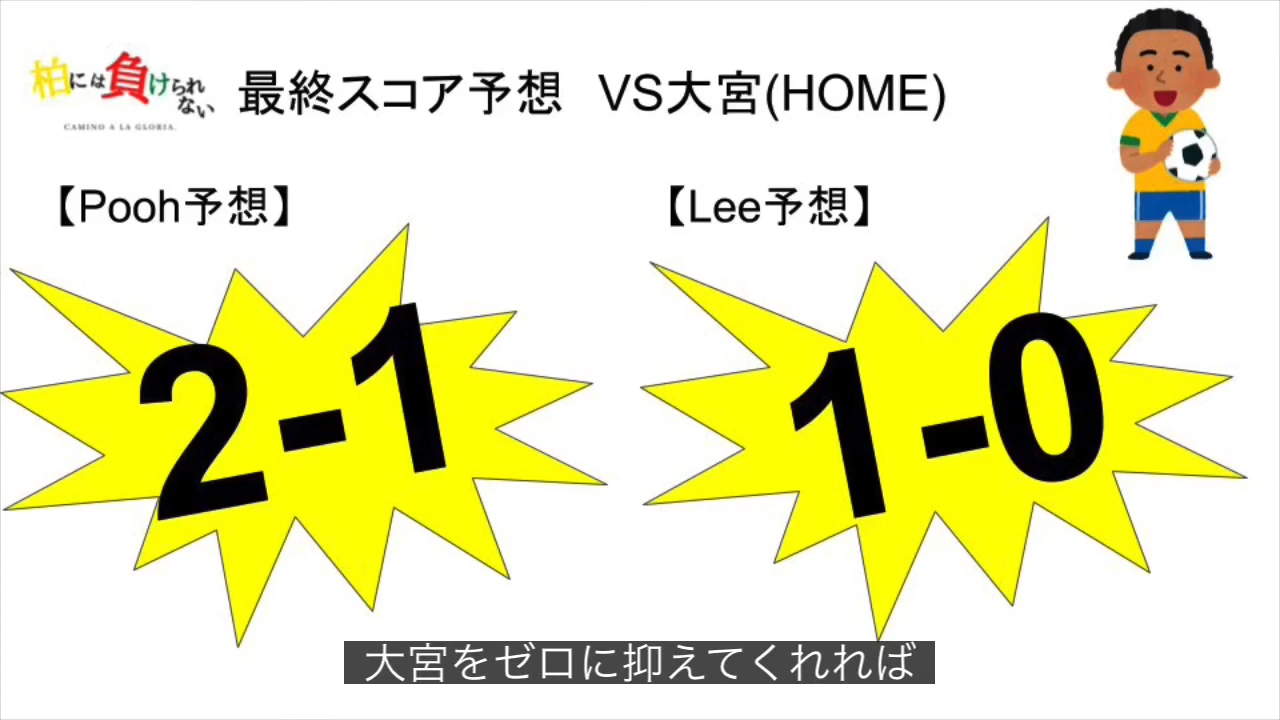 柏には負けられない
CAMINO A LA GLORIA.
最終スコア予想 VS大宮(HOME)
【Pooh予想】
【Lee予想】
2-1
1-0
大宮をゼロに抑えてくれれば